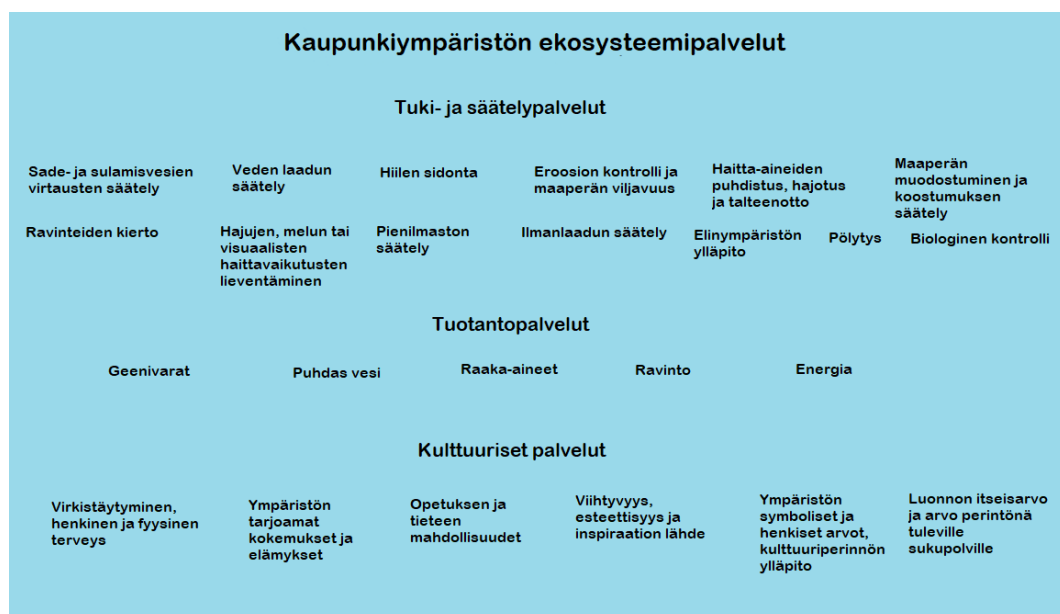 Kaupunkiympäristön ekosysteemipalvelut
Tuki- ja säätelypalvelut
Sade- ja sulamisvesien
virtausten säätely
Veden laadun
säätely
Hiilen sidonta
Eroosion kontrolli ja
maaperän viljavuus
Haitta-aineiden
puhdistus, hajotus
ja talteenotto
Maaperän
muodostuminen ja
koostumuksen
säätely
Ravinteiden kierto
Hajujen, melun tai
visuaalisten
haittavaikutusten
lieventäminen
Pienilmaston
säätely
Ilmanlaadun säätely
Elinympäristön
ylläpito
Pölytys
Biologinen kontrolli
Tuotantopalvelut
Geenivarat
Puhdas vesi
Raaka-aineet
Ravinto
Energia
Kulttuuriset palvelut
Virkistäytyminen,
henkinen ja fyysinen
terveys
Ympäristön
tarjoamat
kokemukset ja
elämykset
Opetuksen ja
tieteen
mahdollisuudet
Viihtyvyys,
esteettisyys ja
inspiraation lähde
Ympäristön
symboliset ja
henkiset arvot,
kulttuuriperinnön
ylläpito
Luonnon itseisarvo
ja arvo perintönä
tuleville
sukupolville